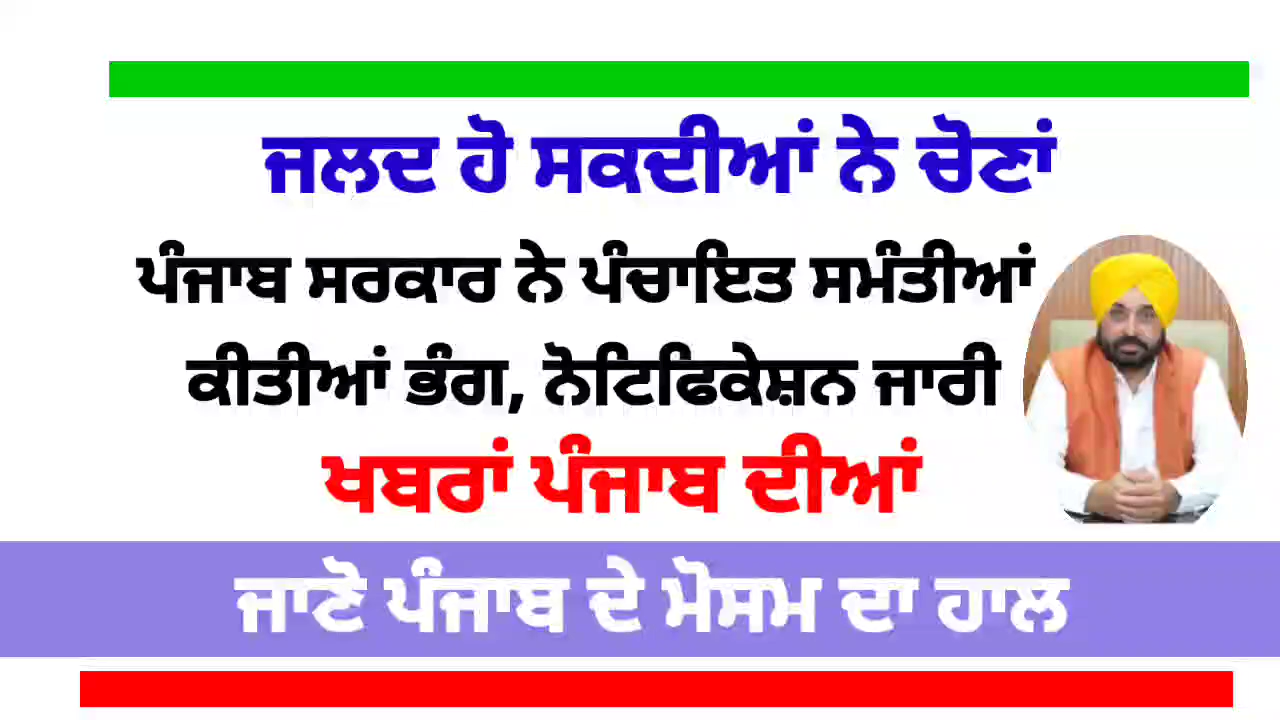 ਜਲਦ ਹੋ ਸਕਦੀਆਂ ਨੇ ਚੋਣਾਂ
ਪੰਜਾਬ ਸਰਕਾਰ ਨੇ ਪੰਚਾਇਤ ਸਮੰਤੀਆਂ
ਕੀਤੀਆਂ ਭੰਗ, ਨੋਟਿਫਿਕੇਸ਼ਨ ਜਾਰੀ
ਖਬਰਾਂ ਪੰਜਾਬ ਦੀਆਂ
ਜਾਣੋ ਪੰਜਾਬ ਦੇ ਮੋਸਮ ਦਾ ਹਾਲ